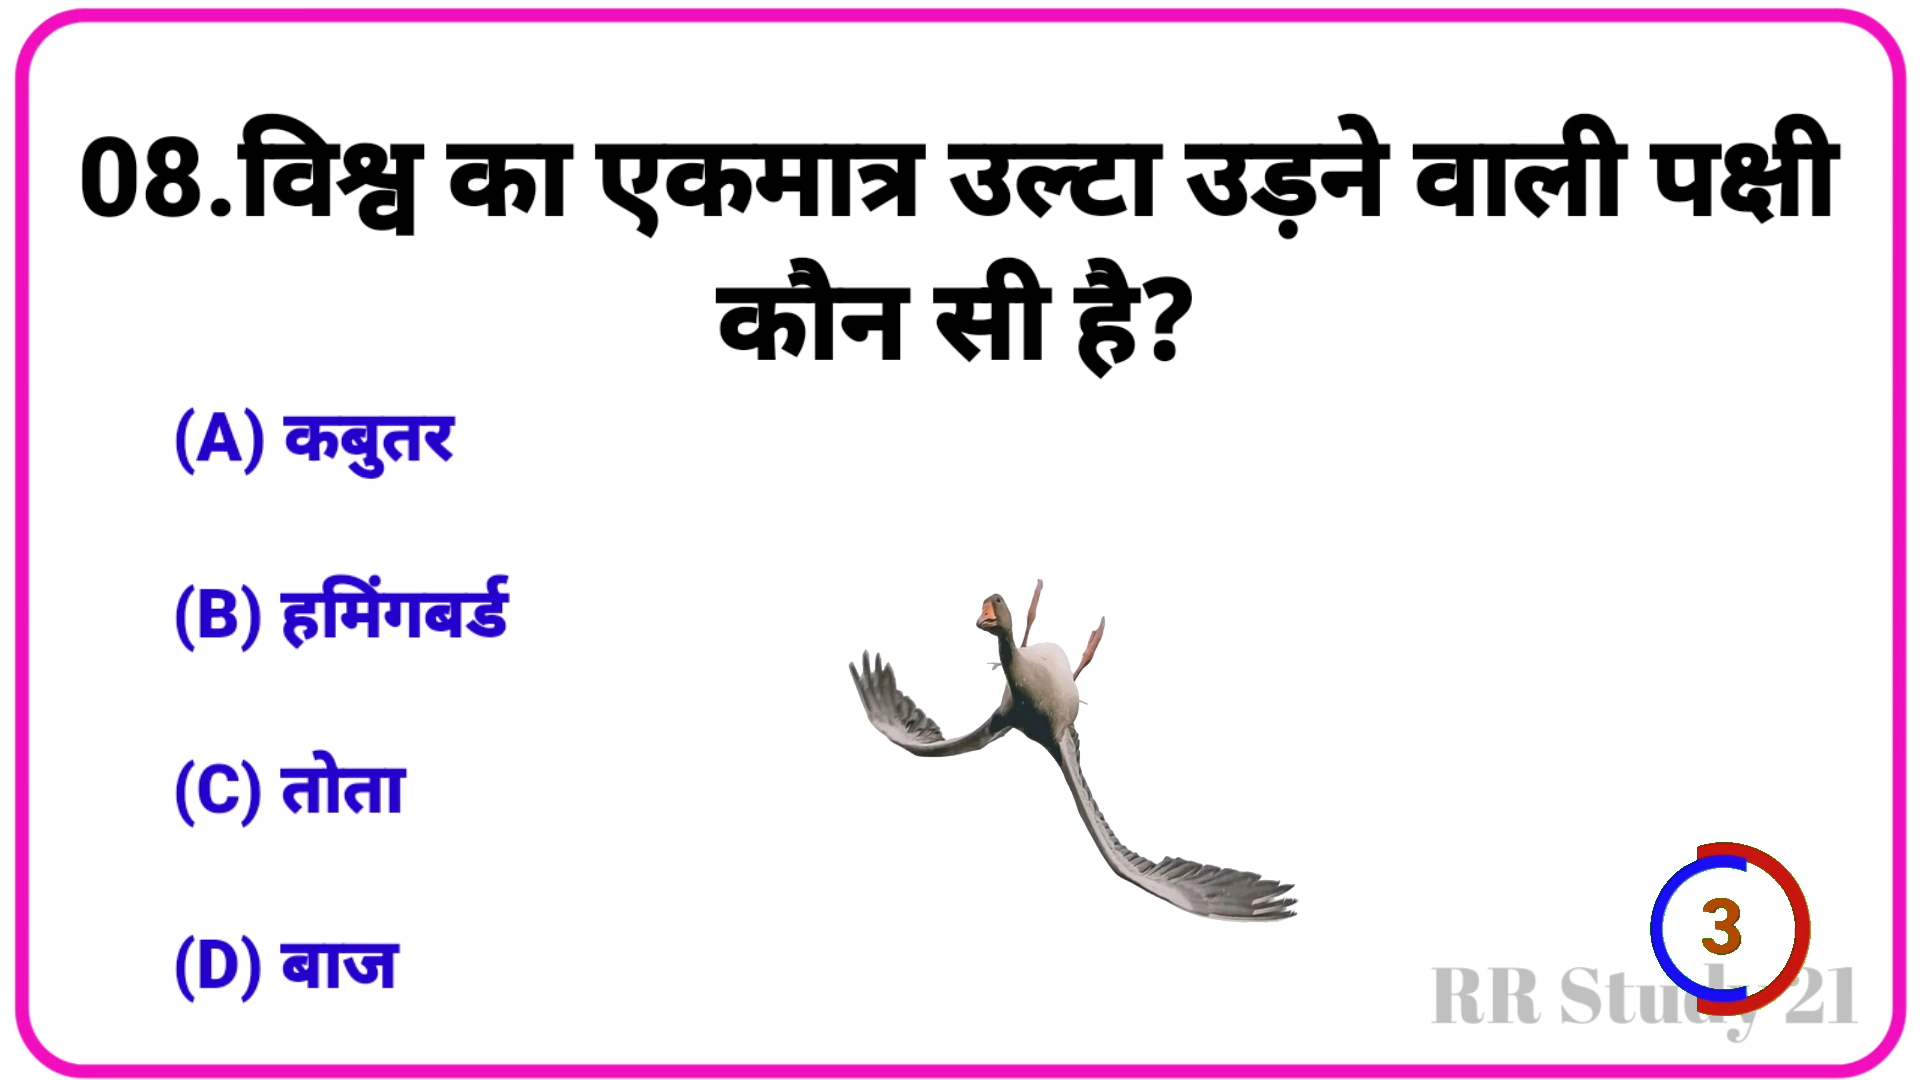 08.विश्व का एकमात्र उल्टा उड़ने वाली पक्षी
कौन सी है?
(A) कबुतर
(B) हमिंगबर्ड
(C) तोता
(D) बाज
3
RR Study 21